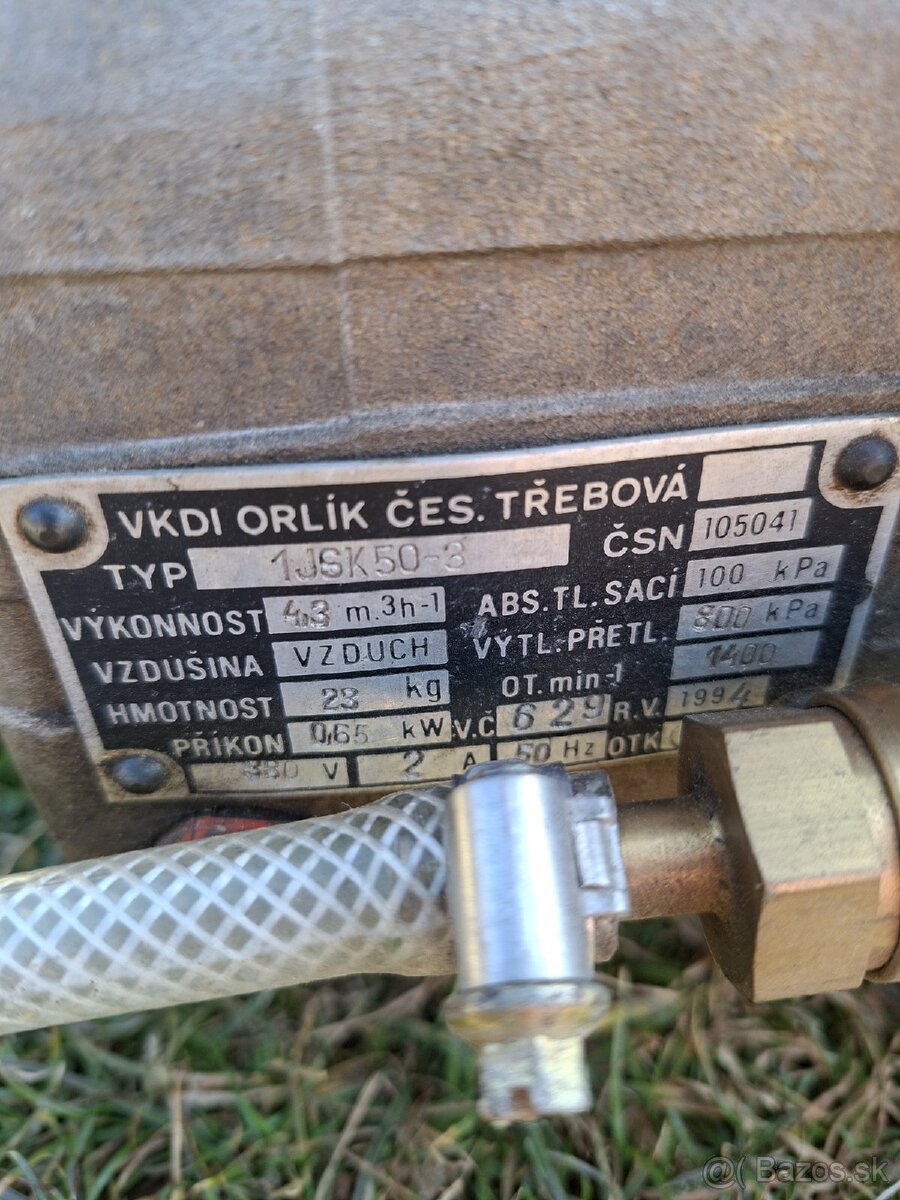 VKDI ORLÍK ČES. TŘEBOVÁ
TYP 1JSK50-3 ČSN 105041
VÝKONNOST 4,3 m.3h-1 ABS.TL.SACÍ 100 kPa
VZDUŠINA VZDUCH VÝTL.PŘETL. 800 kPa
HMOTNOST 23 kg OT.min-1 1400
PŘÍKON 0,65 kW V.Č 629 R.V. 1994
380 V 2 A 50 Hz OTK
@( Bazos.sk